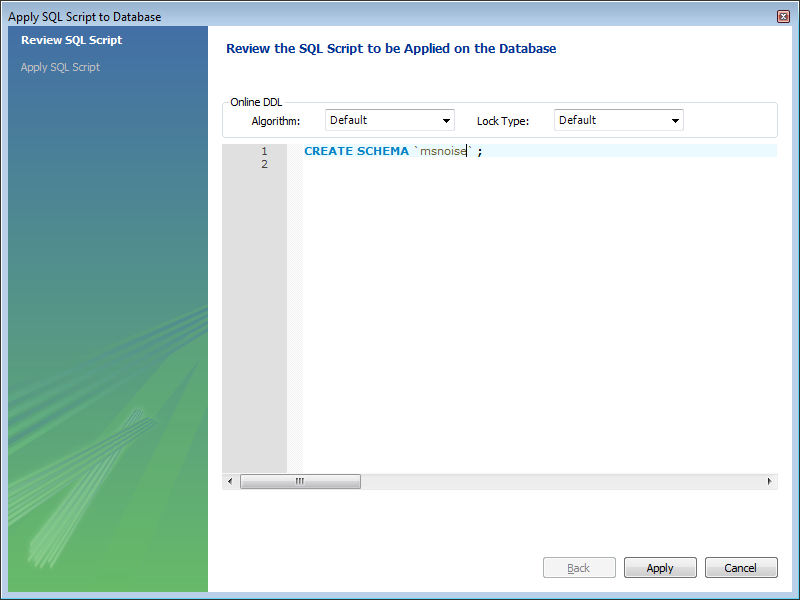 Apply SQL Script to Database
Review SQL Script
Apply SQL Script
Review the SQL Script to be Applied on the Database
Online DDL
Algorithm: Default Lock Type: Default
1 CREATE SCHEMA `msnoise` ;
2
Back Apply Cancel